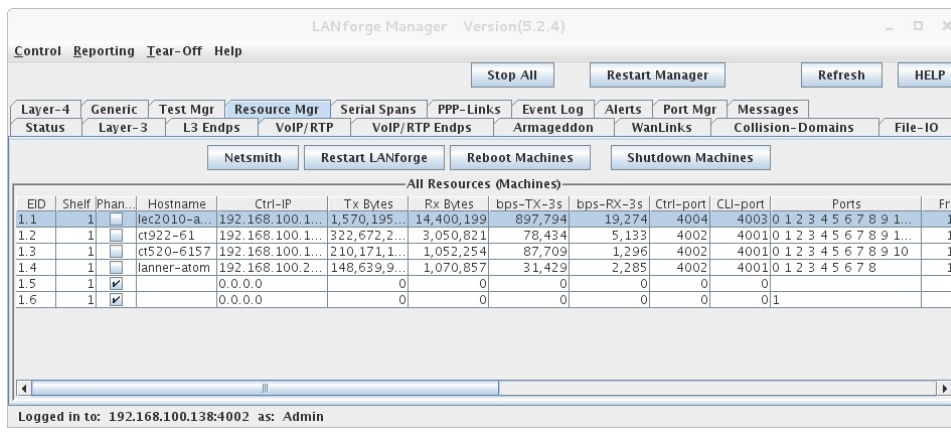 LANforge Manager Version(5.2.4)
Control Reporting Tear-Off Help
Stop All Restart Manager Refresh HELP
Layer-4 Generic Test Mgr Resource Mgr Serial Spans PPP-Links Event Log Alerts Port Mgr Messages
Status Layer-3 L3 Endps VoIP/RTP VoIP/RTP Endps Armageddon WanLinks Collision-Domains File-IO
Netsmith Restart LANforge Reboot Machines Shutdown Machines
All Resources (Machines)
EID Shelf Phan... Hostname Ctrl-IP Tx Bytes Rx Bytes bps-TX-3s bps-RX-3s Ctrl-port CLI-port Ports Fr
1.1 1 lec2010-a... 192.168.100.1... 1,570,195... 14,400,199 897,794 19,274 4004 4003 0 1 2 3 4 5 6 7 8 9 1... 1
1.2 1 ct922-61 192.168.100.1... 322,672,2... 3,050,821 78,434 5,133 4002 4001 0 1 2 3 4 5 6 7 8 9 1... 1
1.3 1 ct520-6157 192.168.100.1... 210,171,1... 1,052,254 87,709 1,296 4002 4001 0 1 2 3 4 5 6 7 8 9 10 1
1.4 1 lanner-atom 192.168.100.2... 148,639,9... 1,070,857 31,429 2,285 4002 4001 0 1 2 3 4 5 6 7 8 1
1.5 1 0.0.0.0 0 0 0 0 0 0
1.6 1 0.0.0.0 0 0 0 0 0 0 1
Logged in to: 192.168.100.138:4002 as: Admin